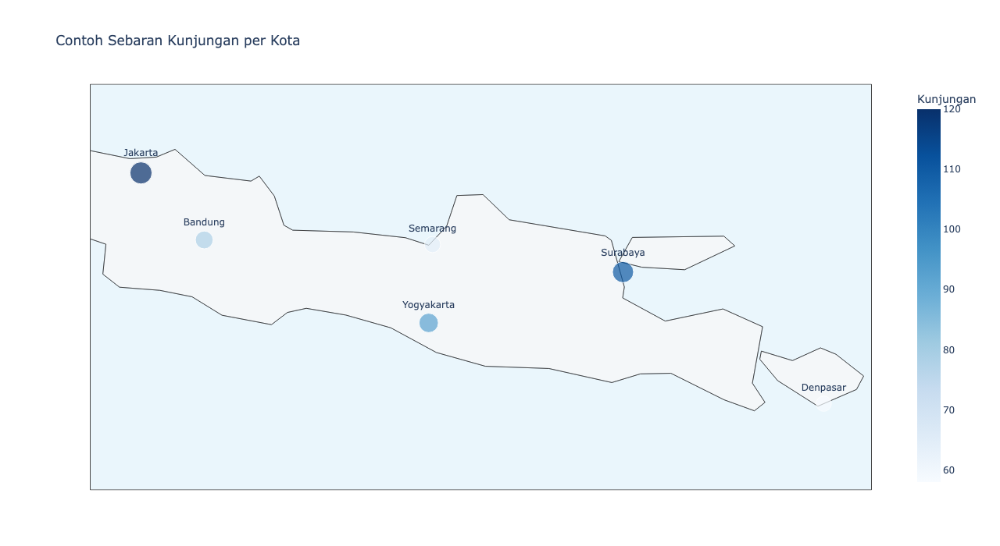 Contoh Sebaran Kunjungan per Kota
Kunjungan
120
110
100
90
80
70
60
Jakarta
Bandung
Semarang
Surabaya
Yogyakarta
Denpasar